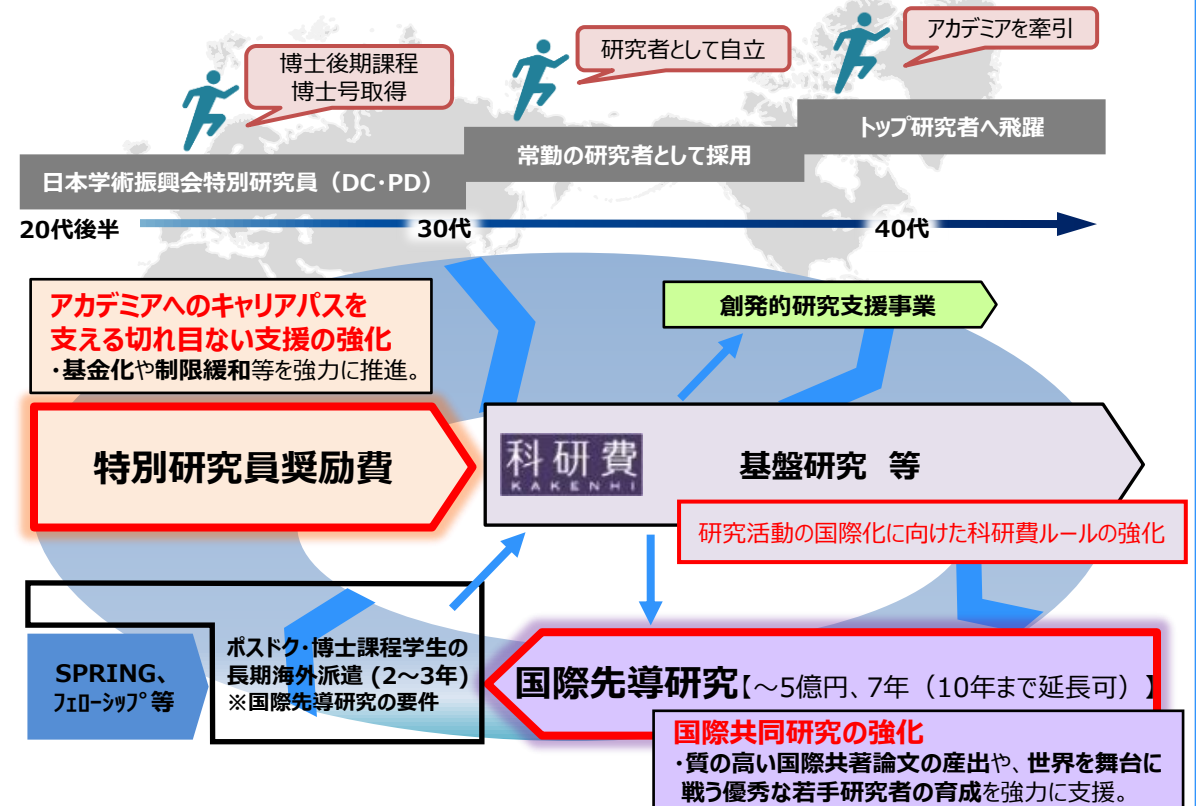 博士後期課程
博士号取得
研究者として自立
アカデミアを牽引
日本学術振興会特別研究員（DC・PD）
常勤の研究者として採用
トップ研究者へ飛躍
20代後半
30代
40代
アカデミアへのキャリアパスを
支える切れ目ない支援の強化
・基金化や制限緩和等を強力に推進。
創発的研究支援事業
特別研究員奨励費
科研費
KAKENHI
基盤研究 等
研究活動の国際化に向けた科研費ルールの強化
SPRING、
ﾌｪﾛｰｼｯﾌﾟ等
ポスドク・博士課程学生の
長期海外派遣 (2～3年)
※国際先導研究の要件
国際先導研究【～5億円、7年（10年まで延長可）】
国際共同研究の強化
・質の高い国際共著論文の産出や、世界を舞台に
戦う優秀な若手研究者の育成を強力に支援。